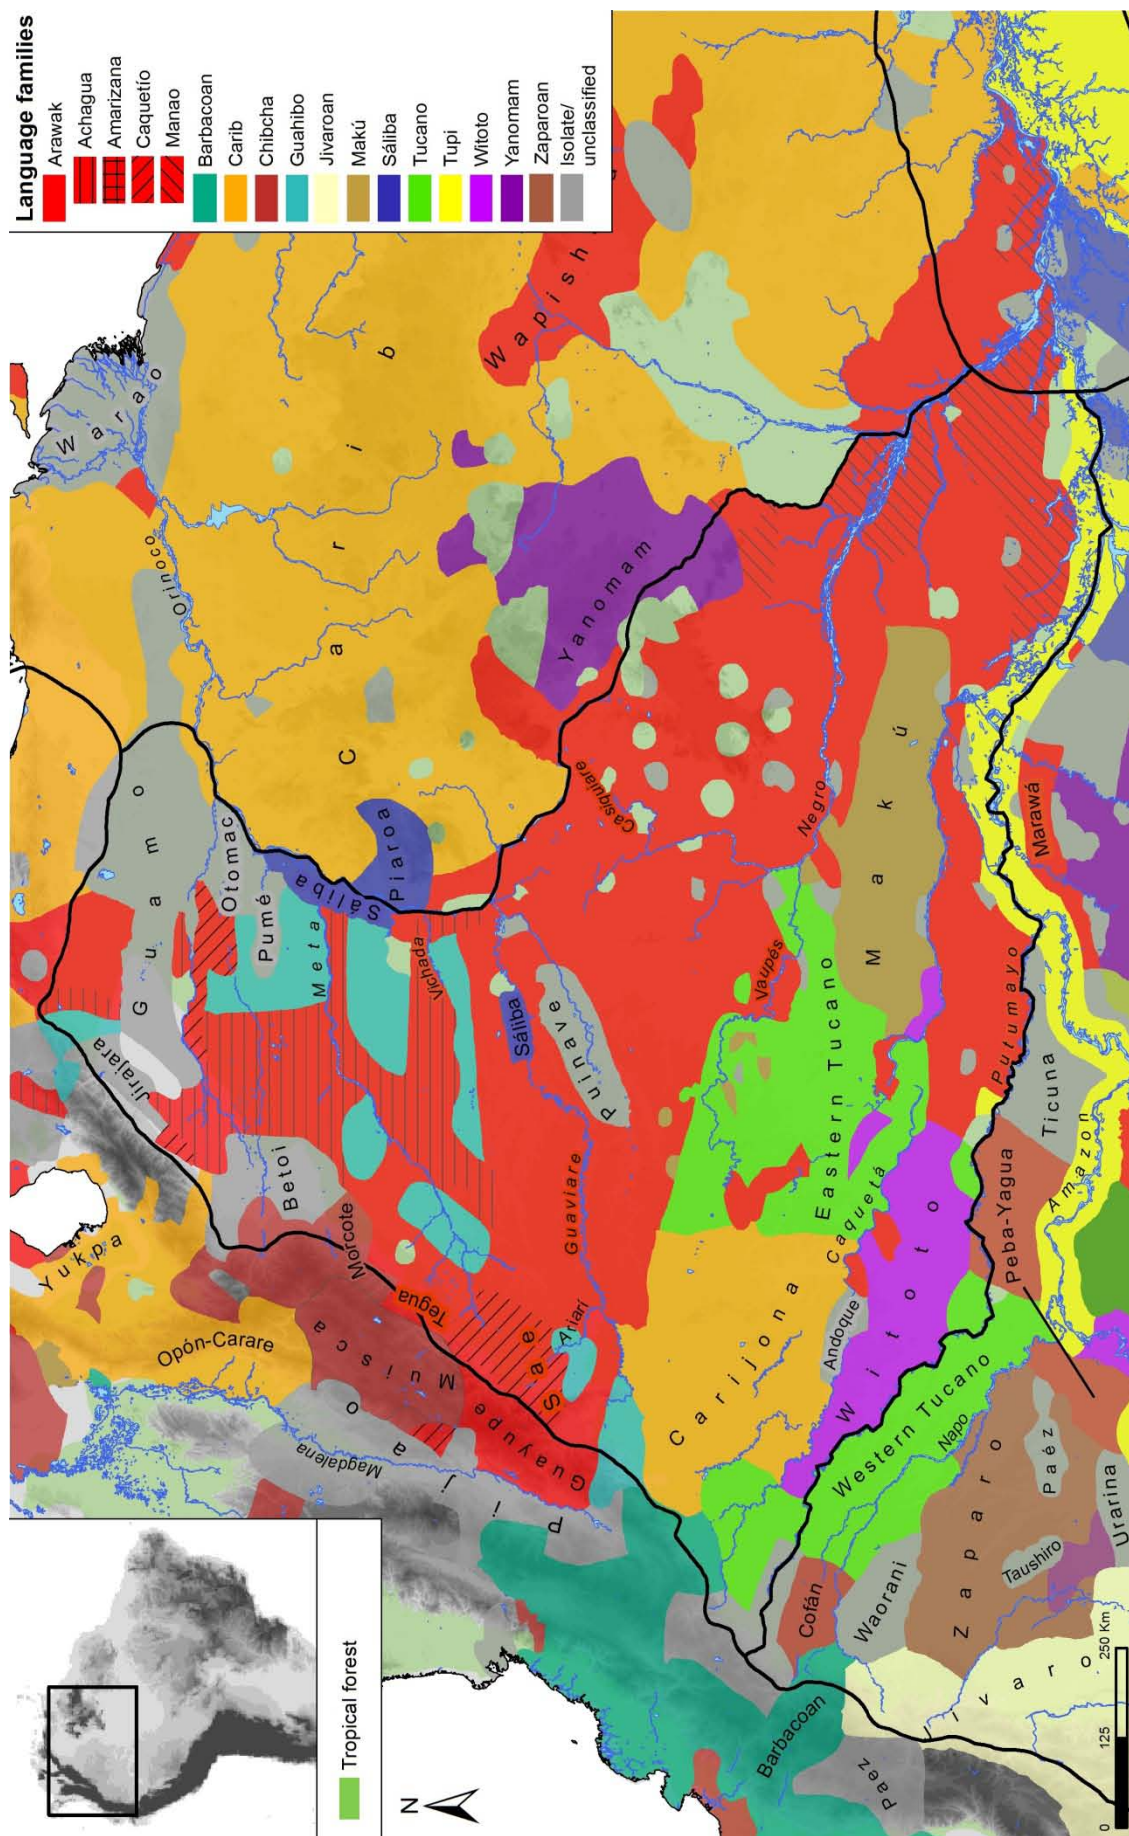 Language families
Arawak
Achagua
Amarizana
Caquetío
Manao
Barbacoan
Carib
Chibcha
Guahibo
Jivaroan
Makú
Sáliba
Tucano
Tupi
Witoto
Yanomam
Zaparoan
Isolate/
unclassified
Tropical forest
N
0 125 250 Km
Yukpa
Opón-Carare
Magdalena
Muisca
Pijao
Guayupe
Sae
Tegua
Morcote
Betoi
Jirajara
Guamo
Otomac
Pumé
Meta
Sáliba
Piaroa
Vichada
Orinoco
Warao
Carib
Wapish
Yanomam
Casiquiare
Sáliba
Puinave
Guaviare
Ariarí
Carijona
Vaupés
Eastern Tucano
Negro
Makú
Caquetá
Andoque
Witoto
Putumayo
Western Tucano
Napo
Peba-Yagua
Ticuna
Amazon
Marawá
Barbacoan
Paez
Cofán
Waorani
Zaparo
Paéz
Taushiro
Urarina
Jivaro